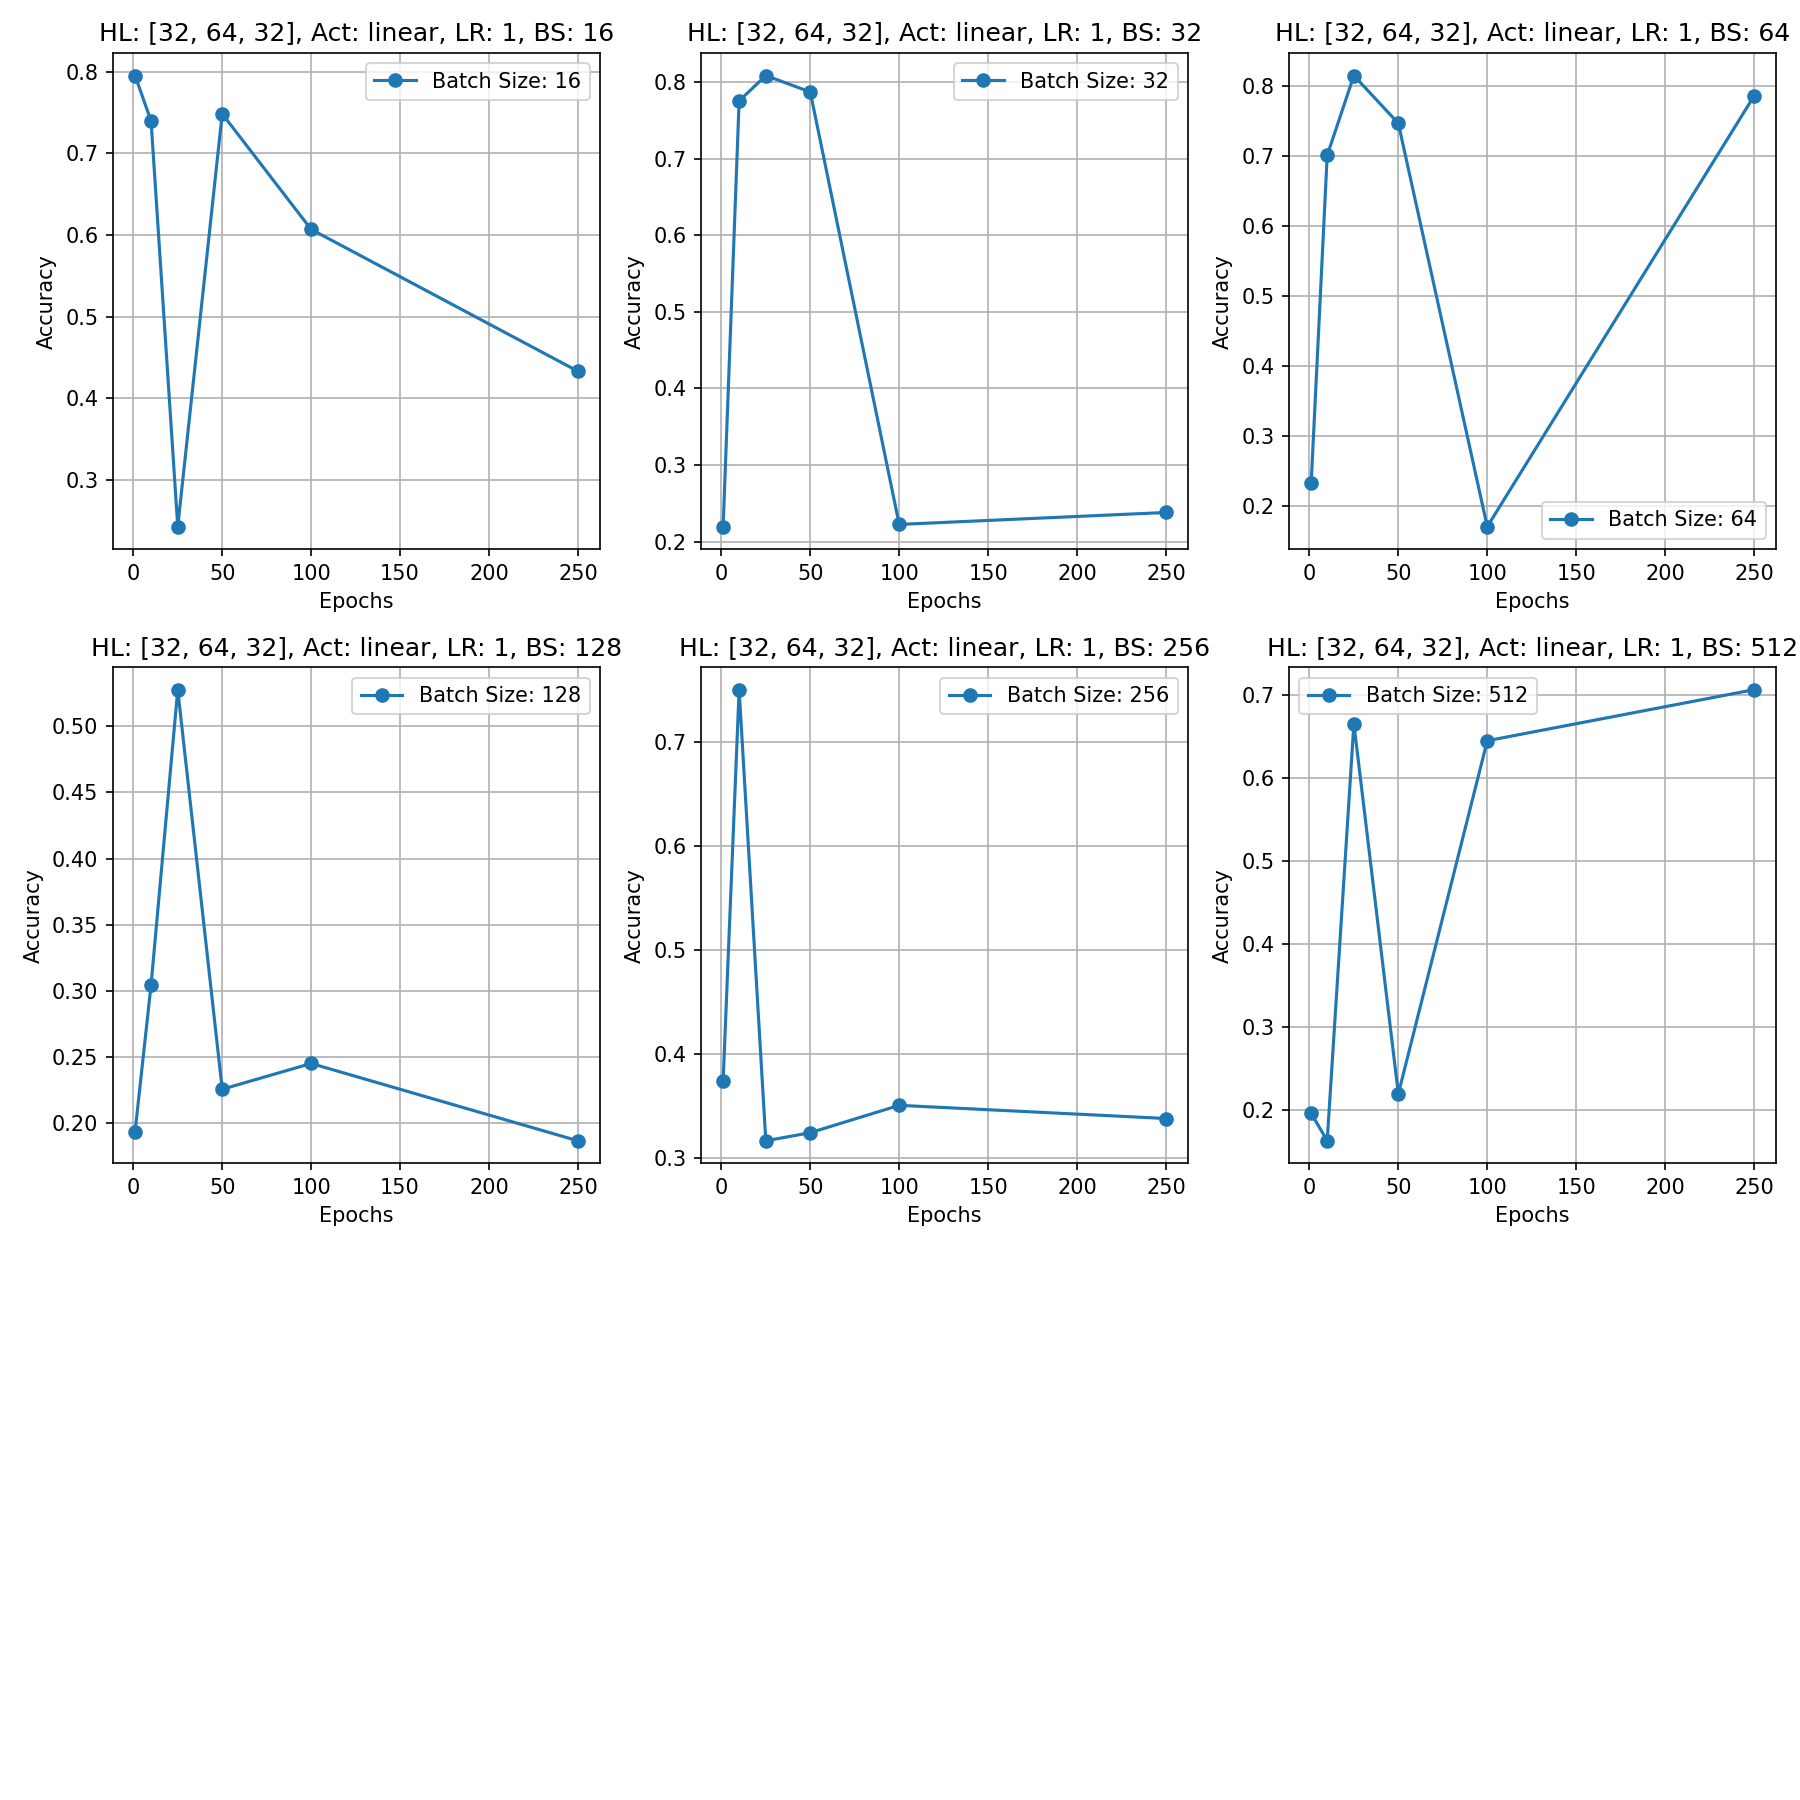 HL: [32, 64, 32], Act: linear, LR: 1, BS: 16
Batch Size: 16
Accuracy
0.8
0.7
0.6
0.5
0.4
0.3
0 50 100 150 200 250
Epochs
HL: [32, 64, 32], Act: linear, LR: 1, BS: 32
Batch Size: 32
Accuracy
0.8
0.7
0.6
0.5
0.4
0.3
0.2
0 50 100 150 200 250
Epochs
HL: [32, 64, 32], Act: linear, LR: 1, BS: 64
Accuracy
0.8
0.7
0.6
0.5
0.4
0.3
0.2
Batch Size: 64
0 50 100 150 200 250
Epochs
HL: [32, 64, 32], Act: linear, LR: 1, BS: 128
Batch Size: 128
Accuracy
0.50
0.45
0.40
0.35
0.30
0.25
0.20
0 50 100 150 200 250
Epochs
HL: [32, 64, 32], Act: linear, LR: 1, BS: 256
Batch Size: 256
Accuracy
0.7
0.6
0.5
0.4
0.3
0 50 100 150 200 250
Epochs
HL: [32, 64, 32], Act: linear, LR: 1, BS: 512
Batch Size: 512
Accuracy
0.7
0.6
0.5
0.4
0.3
0.2
0 50 100 150 200 250
Epochs